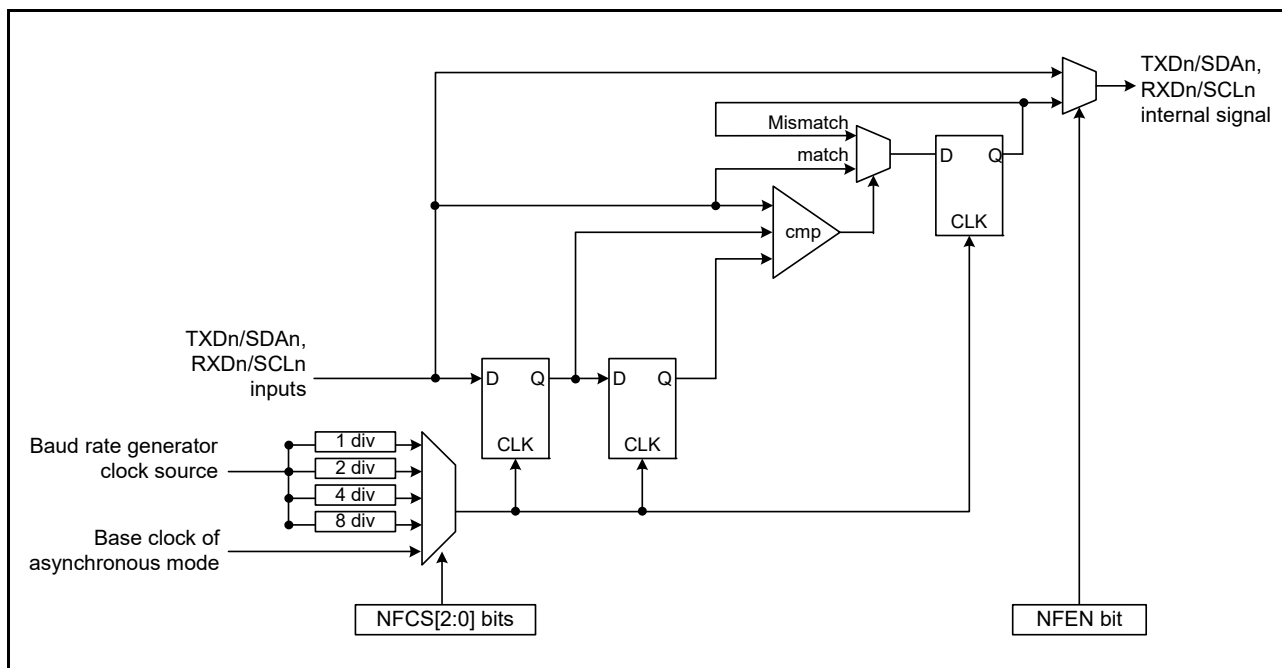 TXDn/SDAn,
RXDn/SCLn
internal signal
Mismatch
match
D
Q
CLK
cmp
TXDn/SDAn,
RXDn/SCLn
inputs
D
Q
CLK
D
Q
CLK
Baud rate generator
clock source
1 div
2 div
4 div
8 div
Base clock of
asynchronous mode
NFCS[2:0] bits
NFEN bit